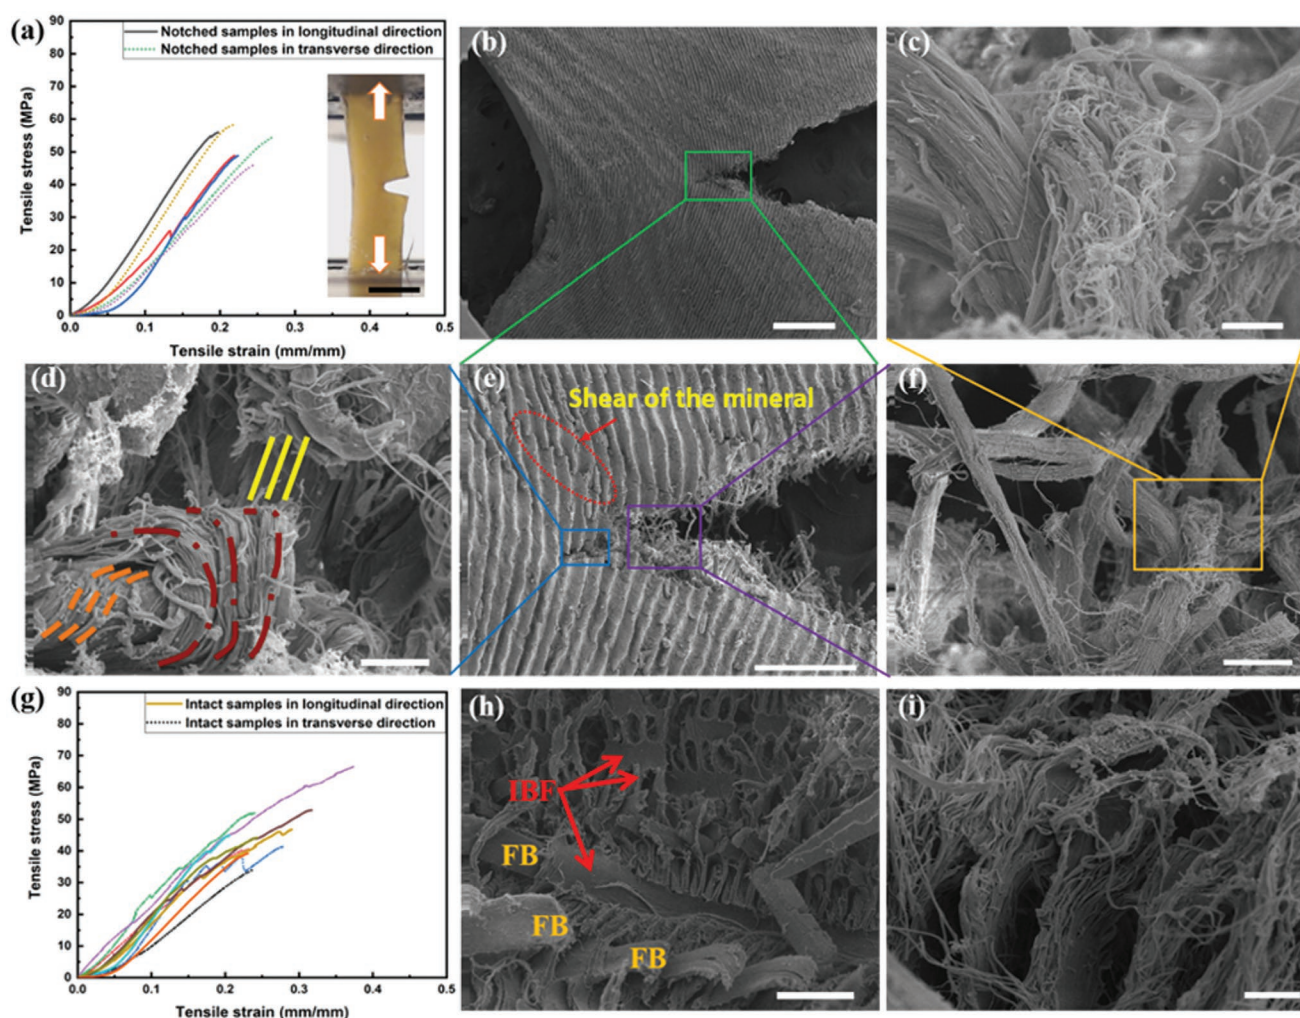 (a)
90
80
70
60
50
40
30
20
10
0
Tensile stress (MPa)
Notched samples in longitudinal direction
Notched samples in transverse direction
0.0 0.1 0.2 0.3 0.4 0.5
Tensile strain (mm/mm)
(b)
(c)
(d)
(e)
Shear of the mineral
(f)
(g)
90
80
70
60
50
40
30
20
10
0
Tensile stress (MPa)
Intact samples in longitudinal direction
Intact samples in transverse direction
0.0 0.1 0.2 0.3 0.4 0.5
Tensile strain (mm/mm)
(h)
IBF
FB
FB
FB
(i)